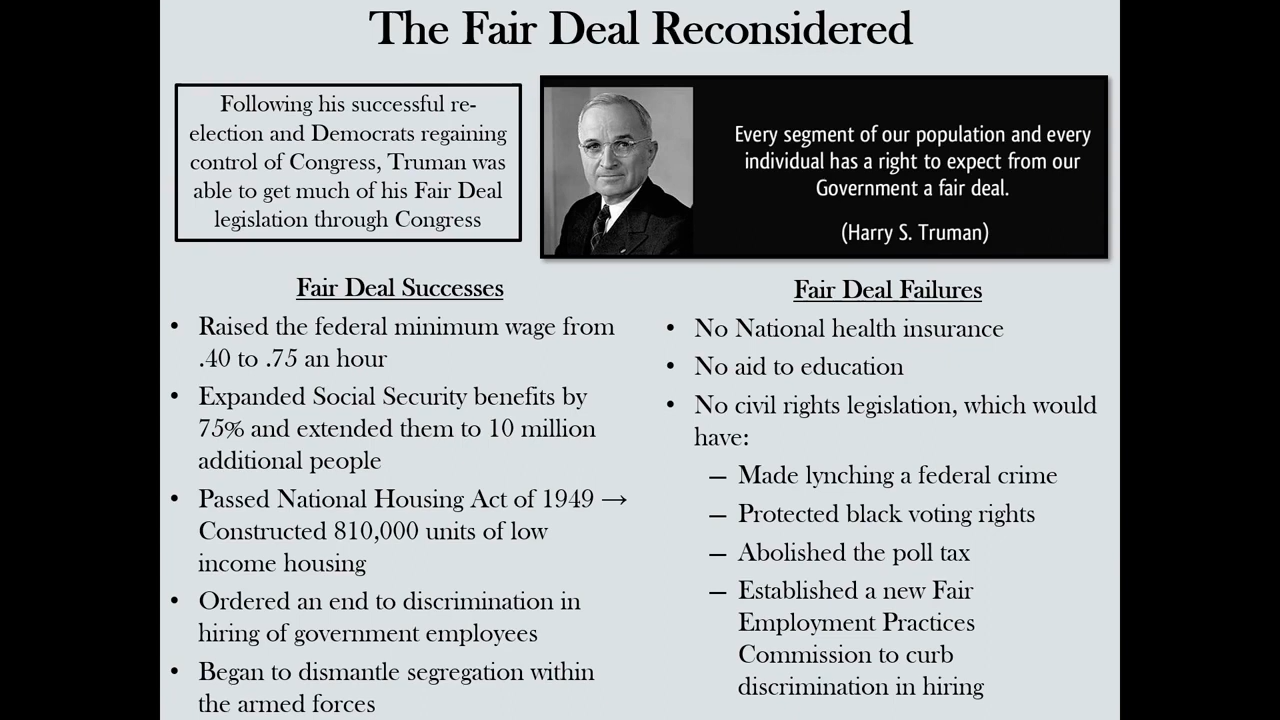 The Fair Deal Reconsidered
Following his successful re-
election and Democrats regaining
control of Congress, Truman was
able to get much of his Fair Deal
legislation through Congress
Every segment of our population and every
individual has a right to expect from our
Government a fair deal.
(Harry S. Truman)
Fair Deal Successes
• Raised the federal minimum wage from
.40 to .75 an hour
• Expanded Social Security benefits by
75% and extended them to 10 million
additional people
• Passed National Housing Act of 1949 →
Constructed 810,000 units of low
income housing
• Ordered an end to discrimination in
hiring of government employees
• Began to dismantle segregation within
the armed forces
Fair Deal Failures
• No National health insurance
• No aid to education
• No civil rights legislation, which would
have:
– Made lynching a federal crime
– Protected black voting rights
– Abolished the poll tax
– Established a new Fair
Employment Practices
Commission to curb
discrimination in hiring